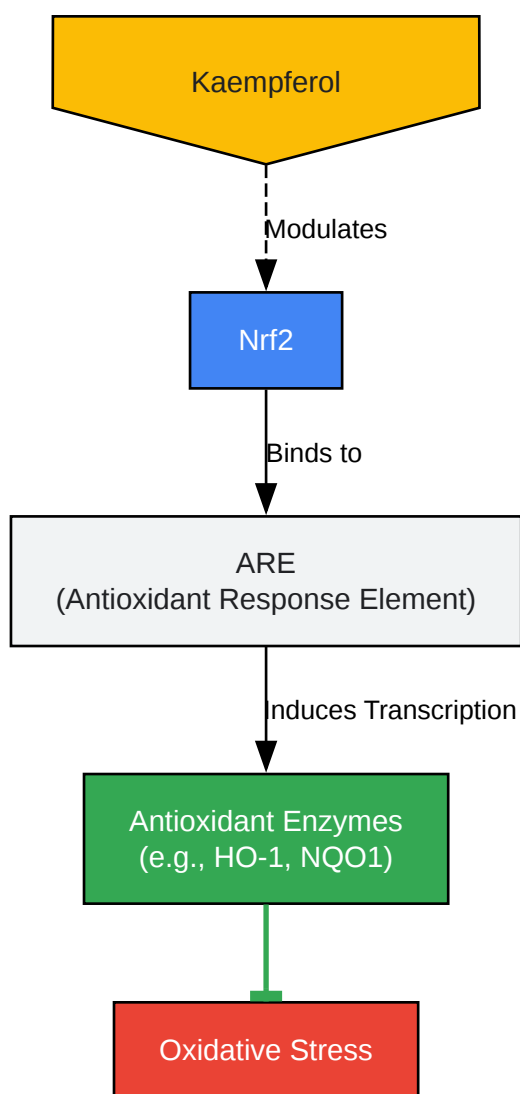 Kaempferol
Modulates
Nrf2
Binds to
ARE
(Antioxidant Response Element)
Induces Transcription
Antioxidant Enzymes
(e.g., HO-1, NQO1)
Oxidative Stress